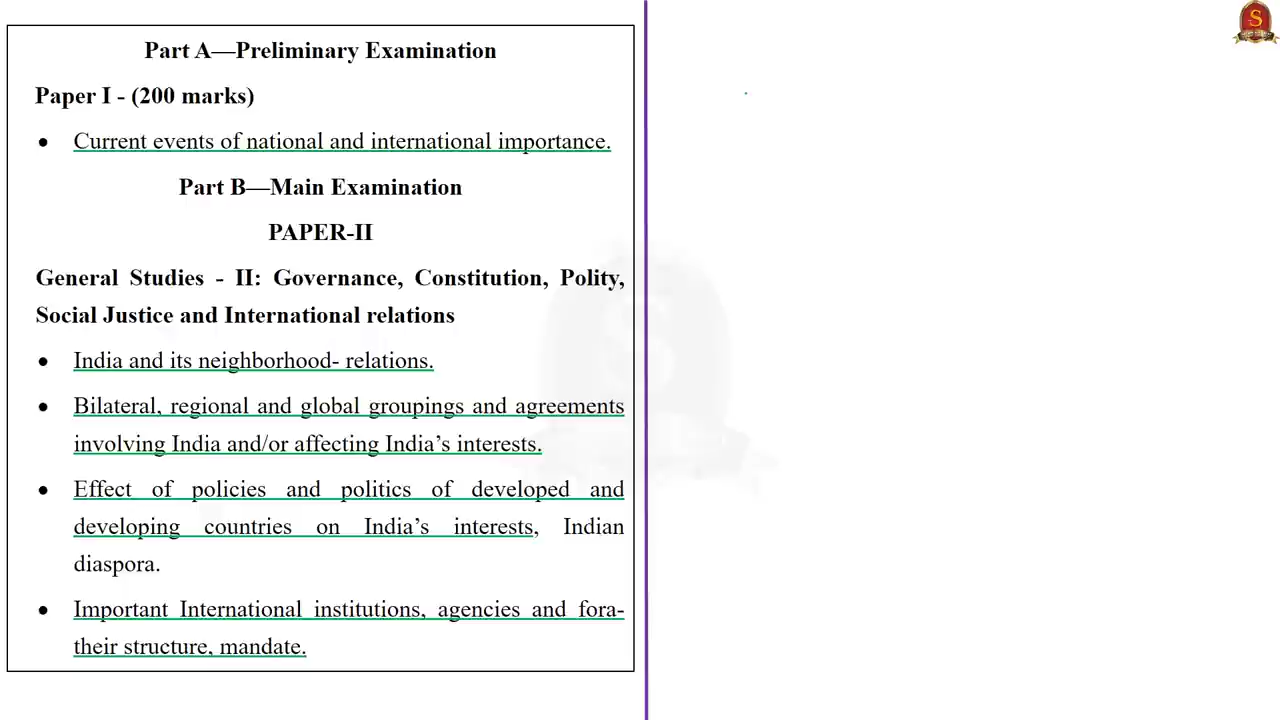 Part A—Preliminary Examination
Paper I - (200 marks)
● Current events of national and international importance.
Part B—Main Examination
PAPER-II
General Studies - II: Governance, Constitution, Polity,
Social Justice and International relations
● India and its neighborhood- relations.
● Bilateral, regional and global groupings and agreements
involving India and/or affecting India’s interests.
● Effect of policies and politics of developed and
developing countries on India’s interests, Indian
diaspora.
● Important International institutions, agencies and fora-
their structure, mandate.
S